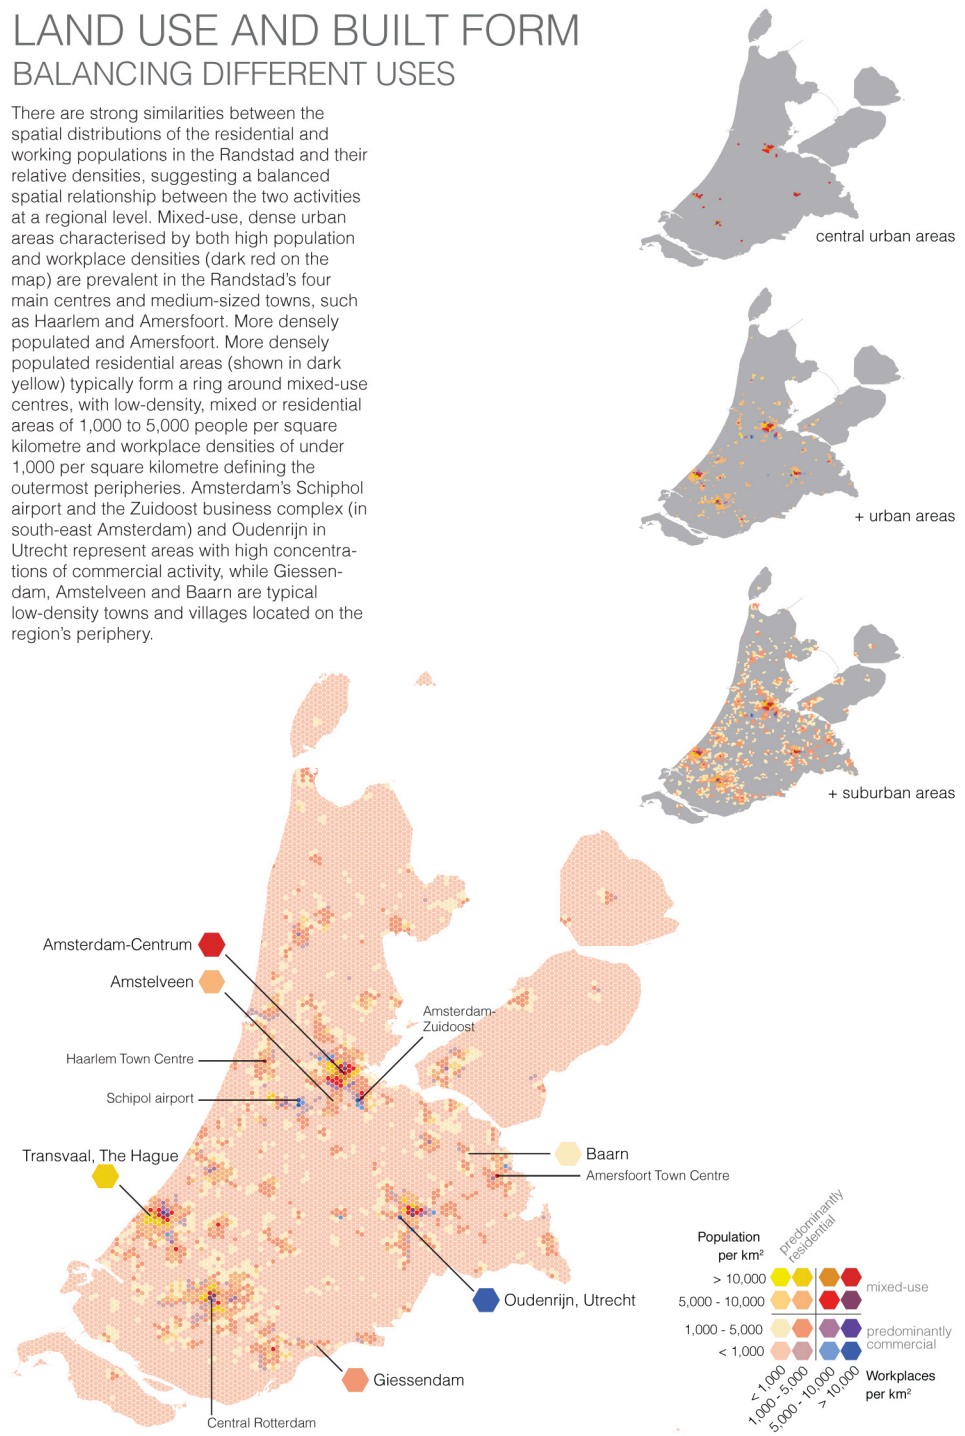 LAND USE AND BUILT FORM
BALANCING DIFFERENT USES
There are strong similarities between the
spatial distributions of the residential and
working populations in the Randstad and their
relative densities, suggesting a balanced
spatial relationship between the two activities
at a regional level. Mixed-use, dense urban
areas characterised by both high population
and workplace densities (dark red on the
map) are prevalent in the Randstad's four
main centres and medium-sized towns, such
as Haarlem and Amersfoort. More densely
populated and Amersfoort. More densely
populated residential areas (shown in dark
yellow) typically form a ring around mixed-use
centres, with low-density, mixed or residential
areas of 1,000 to 5,000 people per square
kilometre and workplace densities of under
1,000 per square kilometre defining the
outermost peripheries. Amsterdam's Schiphol
airport and the Zuidoost business complex (in
south-east Amsterdam) and Oudenrijn in
Utrecht represent areas with high concentra-
tions of commercial activity, while Giessen-
dam, Amstelveen and Baarn are typical
low-density towns and villages located on the
region's periphery.
central urban areas
+ urban areas
+ suburban areas
Amsterdam-Centrum
Amstelveen
Amsterdam-
Zuidoost
Haarlem Town Centre
Schipol airport
Transvaal, The Hague
Baarn
Amersfoort Town Centre
Oudenrijn, Utrecht
Giessendam
Central Rotterdam
predominantly
residential
Population
per km²
> 10,000
5,000 - 10,000
1,000 - 5,000
< 1,000
mixed-use
predominantly
commercial
< 1,000
1,000 - 5,000
5,000 - 10,000
> 10,000
Workplaces
per km²